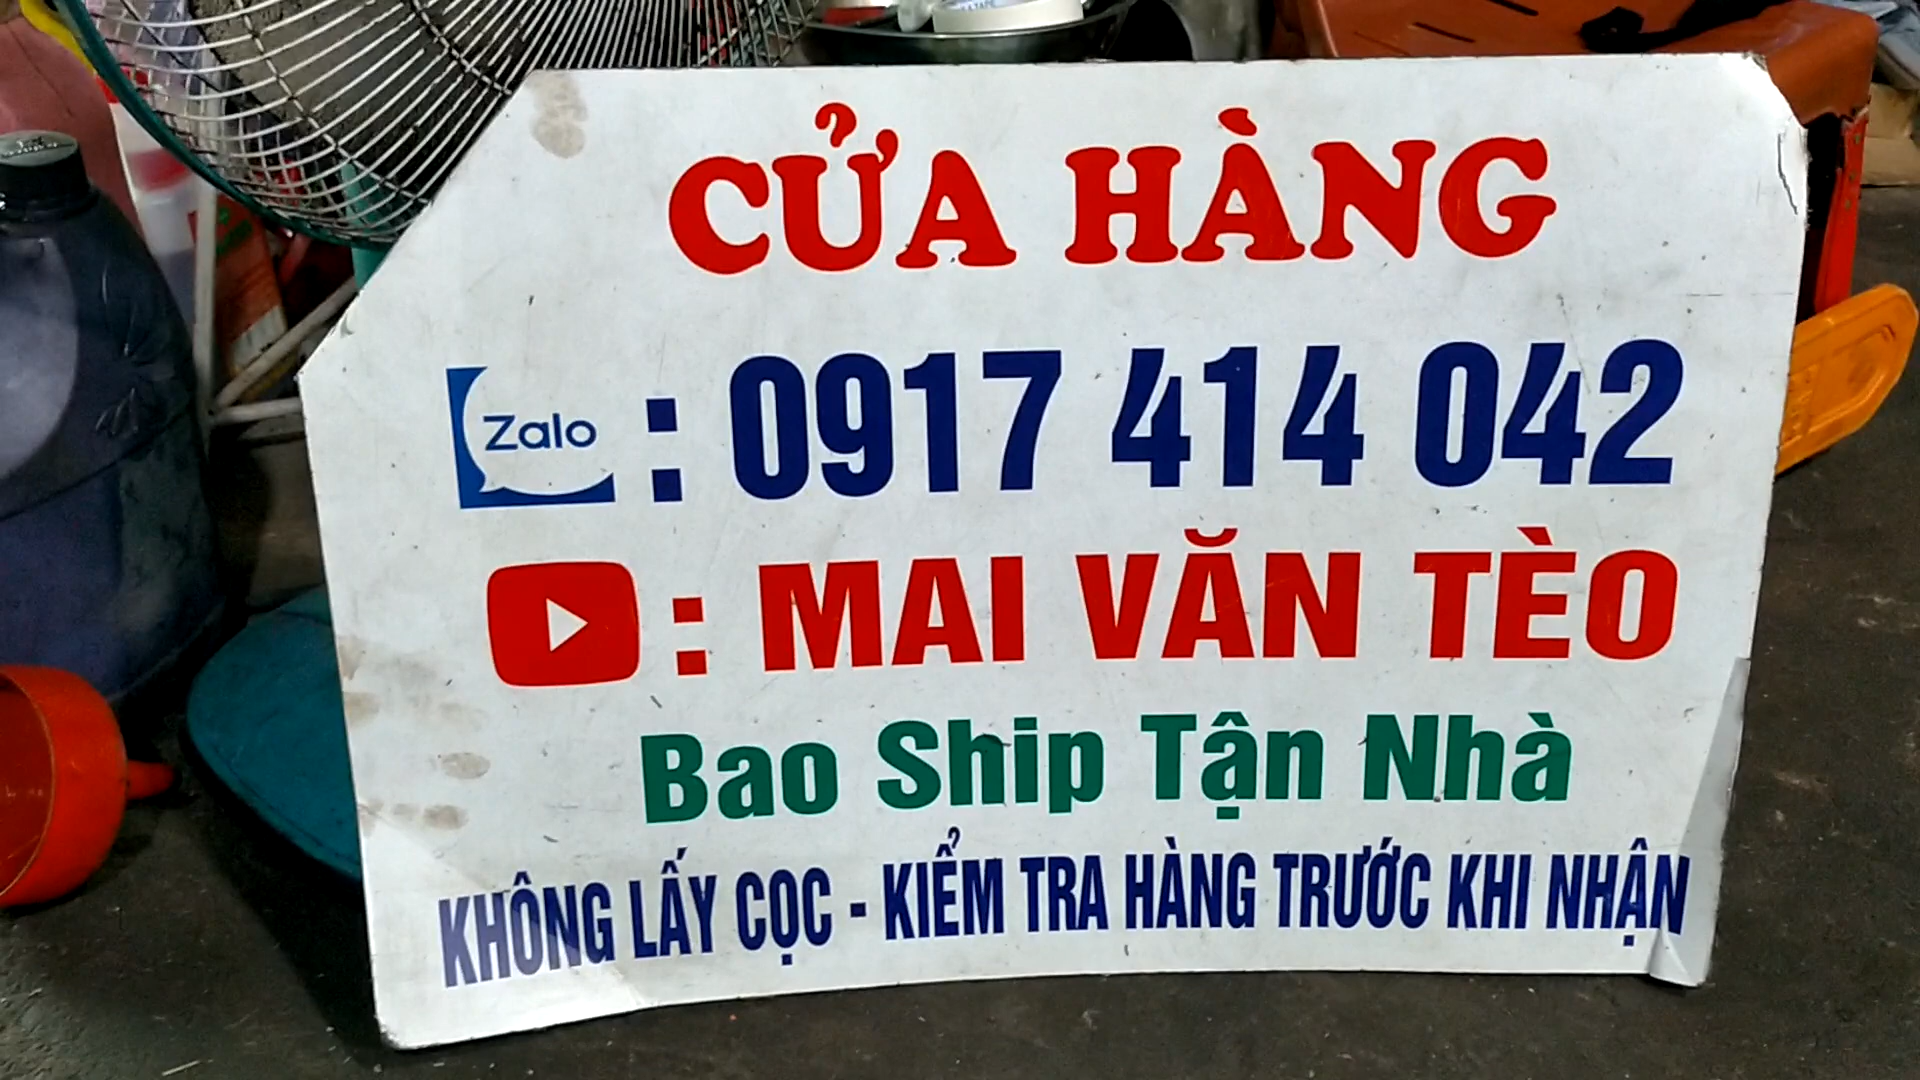 CỬA HÀNG
Zalo : 0917 414 042
: MAI VĂN TÈO
Bao Ship Tận Nhà
KHÔNG LẤY CỌC - KIỂM TRA HÀNG TRƯỚC KHI NHẬN